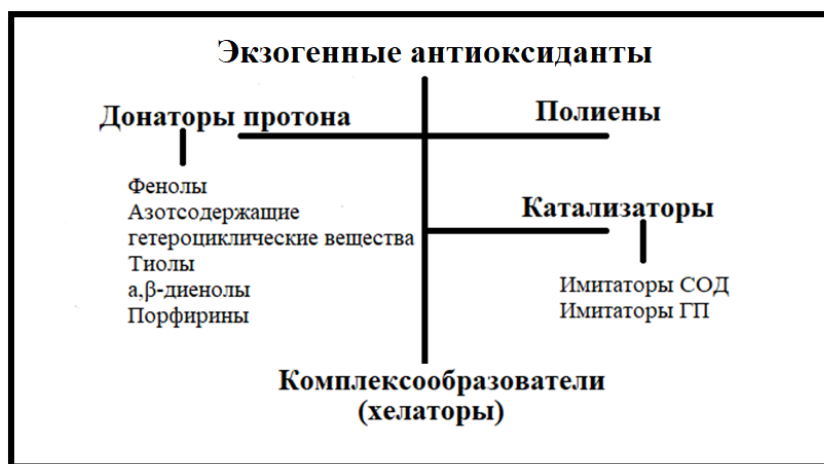 Экзогенные антиоксиданты
Донаторы протона
Фенолы
Азотсодержащие
гетероциклические вещества
Тиолы
а,β-диенолы
Порфирины
Полиены
Катализаторы
Имитаторы СОД
Имитаторы ГП
Комплексообразователи
(хелаторы)